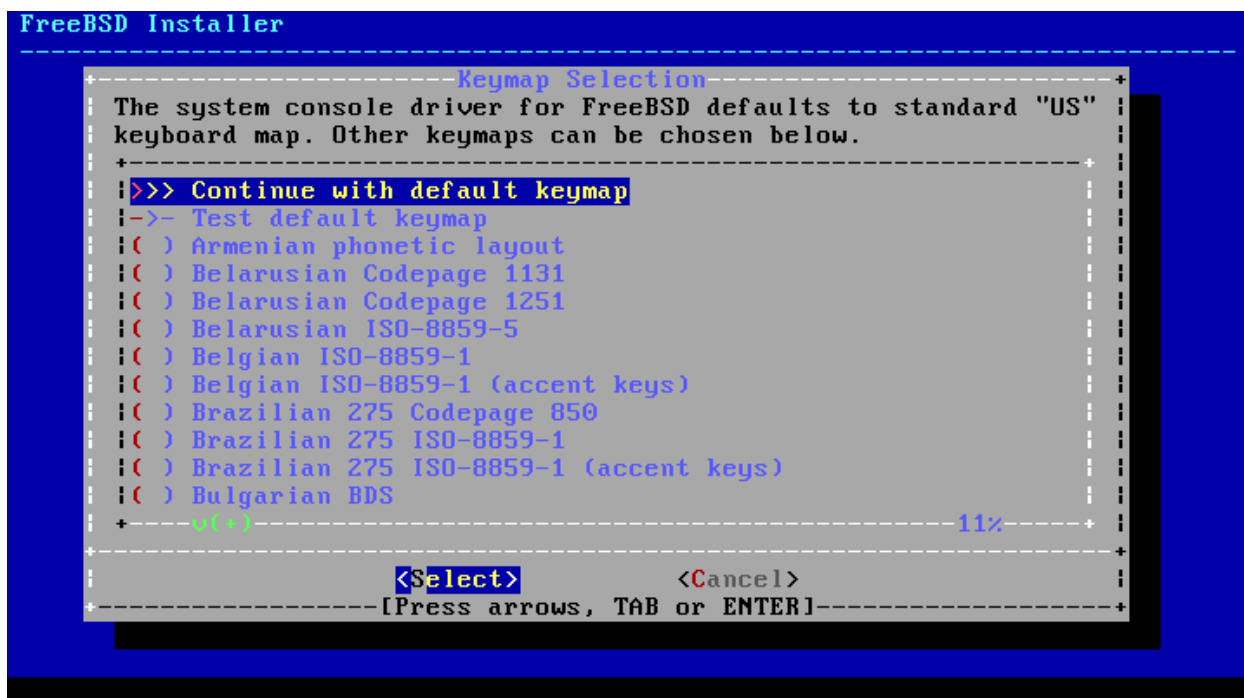 FreeBSD Installer
Keymap Selection
The system console driver for FreeBSD defaults to standard "US"
keyboard map. Other keymaps can be chosen below.
>>> Continue with default keymap
->- Test default keymap
( ) Armenian phonetic layout
( ) Belarusian Codepage 1131
( ) Belarusian Codepage 1251
( ) Belarusian ISO-8859-5
( ) Belgian ISO-8859-1
( ) Belgian ISO-8859-1 (accent keys)
( ) Brazilian 275 Codepage 850
( ) Brazilian 275 ISO-8859-1
( ) Brazilian 275 ISO-8859-1 (accent keys)
( ) Bulgarian BDS
v(+) 11%
<Select> <Cancel>
[Press arrows, TAB or ENTER]